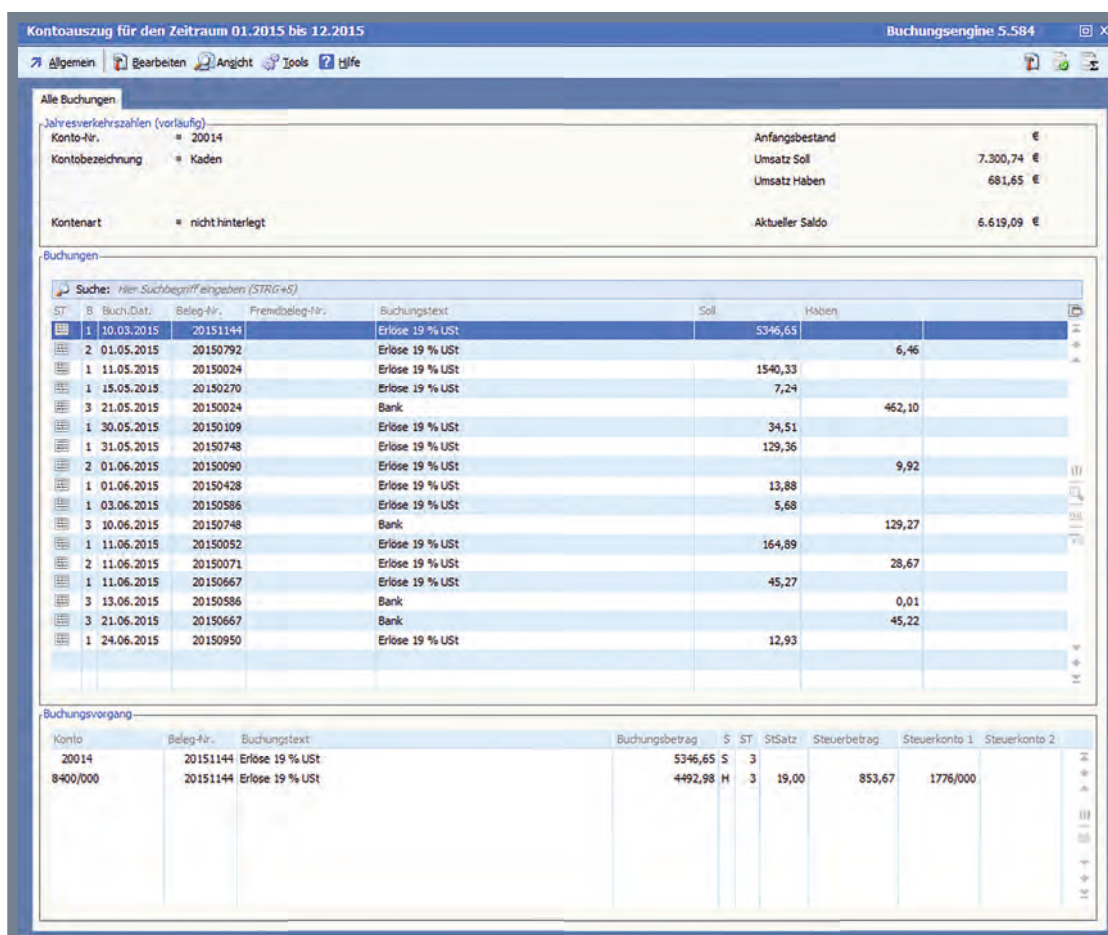 Kontoauszug für den Zeitraum 01.2015 bis 12.2015 Buchungsengine 5.584
Allgemein Bearbeiten Ansicht Tools Hilfe
Alle Buchungen
Jahresverkehrszahlen (vorläufig)
Konto-Nr. = 20014 Anfangsbestand €
Kontobezeichnung = Kaden Umsatz Soll 7.300,74 €
Umsatz Haben 681,65 €
Kontenart = nicht hinterlegt Aktueller Saldo 6.619,09 €
Buchungen
Suche: Hier Suchbegriff eingeben (STRG+S)
ST B Buch.Dat. Beleg-Nr. Fremdbeleg-Nr. Buchungstext Soll Haben
1 10.03.2015 20151144 Erlöse 19 % USt 5346,65
2 01.05.2015 20150792 Erlöse 19 % USt 6,46
1 11.05.2015 20150024 Erlöse 19 % USt 1540,33
1 15.05.2015 20150270 Erlöse 19 % USt 7,24
3 21.05.2015 20150024 Bank 462,10
1 30.05.2015 20150109 Erlöse 19 % USt 34,51
1 31.05.2015 20150748 Erlöse 19 % USt 129,36
2 01.06.2015 20150090 Erlöse 19 % USt 9,92
1 01.06.2015 20150428 Erlöse 19 % USt 13,88
1 03.06.2015 20150586 Erlöse 19 % USt 5,68
3 10.06.2015 20150748 Bank 129,27
1 11.06.2015 20150052 Erlöse 19 % USt 164,89
2 11.06.2015 20150071 Erlöse 19 % USt 28,67
1 11.06.2015 20150667 Erlöse 19 % USt 45,27
3 13.06.2015 20150586 Bank 0,01
3 21.06.2015 20150667 Bank 45,22
1 24.06.2015 20150950 Erlöse 19 % USt 12,93
Buchungsvorgang
Konto Beleg-Nr. Buchungstext Buchungsbetrag S ST StSatz Steuerbetrag Steuerkonto 1 Steuerkonto 2
20014 20151144 Erlöse 19 % USt 5346,65 S 3
8400/000 20151144 Erlöse 19 % USt 4492,98 H 3 19,00 853,67 1776/000